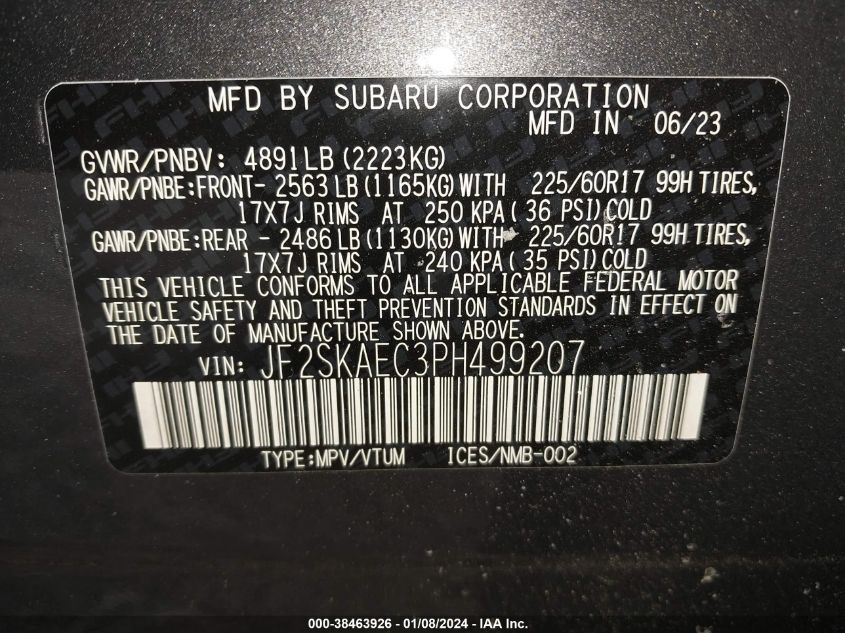 MFD BY SUBARU CORPORATION
MFD IN 06/23
GVWR/PNBV: 4891LB (2223KG)
GAWR/PNBE:FRONT- 2563LB (1165KG)WITH 225/60R17 99H TIRES,
17X7J RIMS AT 250 KPA( 36 PSI)COLD
GAWR/PNBE:REAR - 2486LB (1130KG)WITH 225/60R17 99H TIRES,
17X7J RIMS AT 240 KPA( 35 PSI)COLD
THIS VEHICLE CONFORMS TO ALL APPLICABLE FEDERAL MOTOR
VEHICLE SAFETY AND THEFT PREVENTION STANDARDS IN EFFECT ON
THE DATE OF MANUFACTURE SHOWN ABOVE.
VIN: JF2SKAEC3PH499207
TYPE:MPV/VTUM ICES/NMB-002
000-38463926 - 01/08/2024 - IAA Inc.